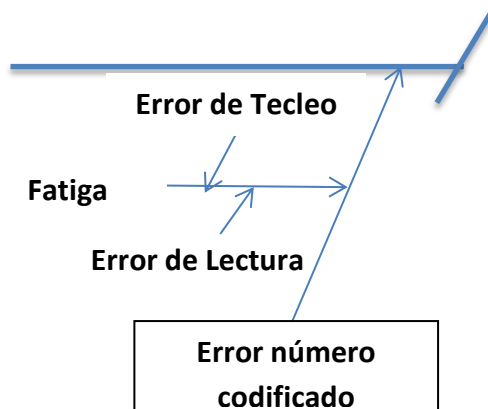 Error de Tecleo
Fatiga
Error de Lectura
Error número
codificado